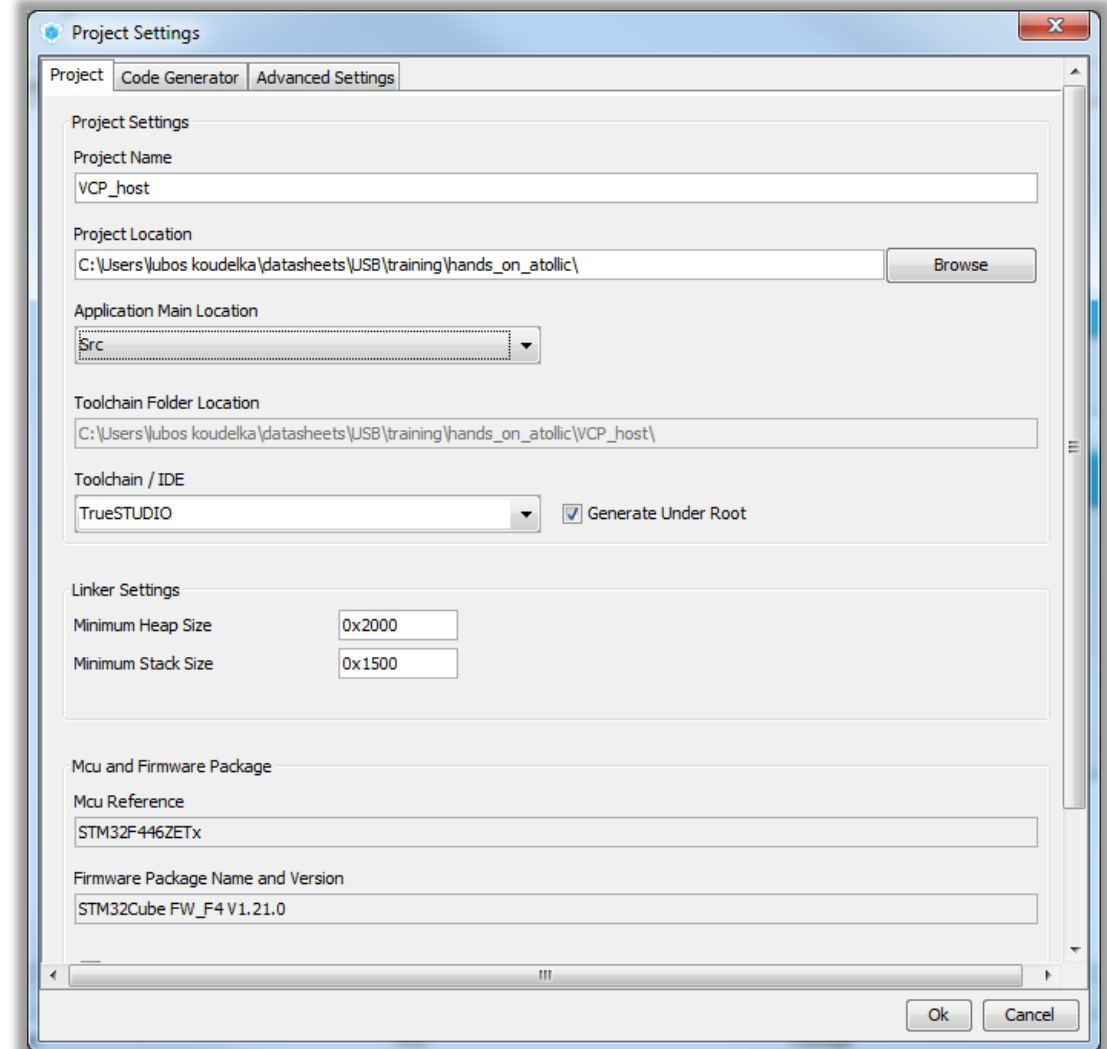 Project Settings
Project
Code Generator
Advanced Settings
Project Settings
Project Name
VCP_host
Project Location
C:\Users\lubos koudelka\datasheets\USB\training\hands_on_atollic\
Browse
Application Main Location
Src
Toolchain Folder Location
C:\Users\lubos koudelka\datasheets\USB\training\hands_on_atollic\VCP_host\
Toolchain / IDE
TrueSTUDIO
Generate Under Root
Linker Settings
Minimum Heap Size
0x2000
Minimum Stack Size
0x1500
Mcu and Firmware Package
Mcu Reference
STM32F446ZETx
Firmware Package Name and Version
STM32Cube FW_F4 V1.21.0
Ok
Cancel